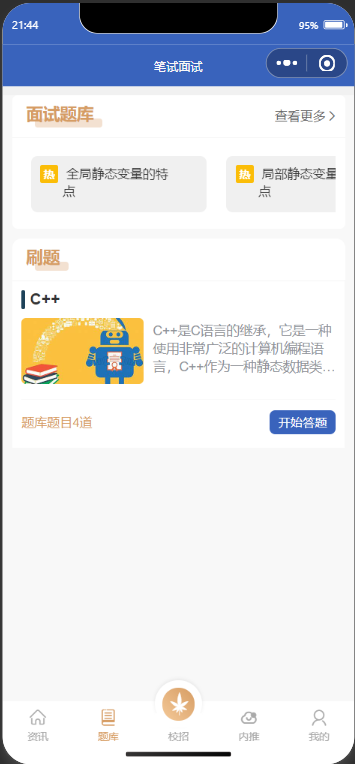 21:44
95%
笔试面试
面试题库
查看更多
热 全局静态变量的特
点
热 局部静态变量
点
刷题
C++
C++是C语言的继承，它是一种
使用非常广泛的计算机编程语
言，C++作为一种静态数据类...
题库题目4道
开始答题
资讯
题库
校招
内推
我的